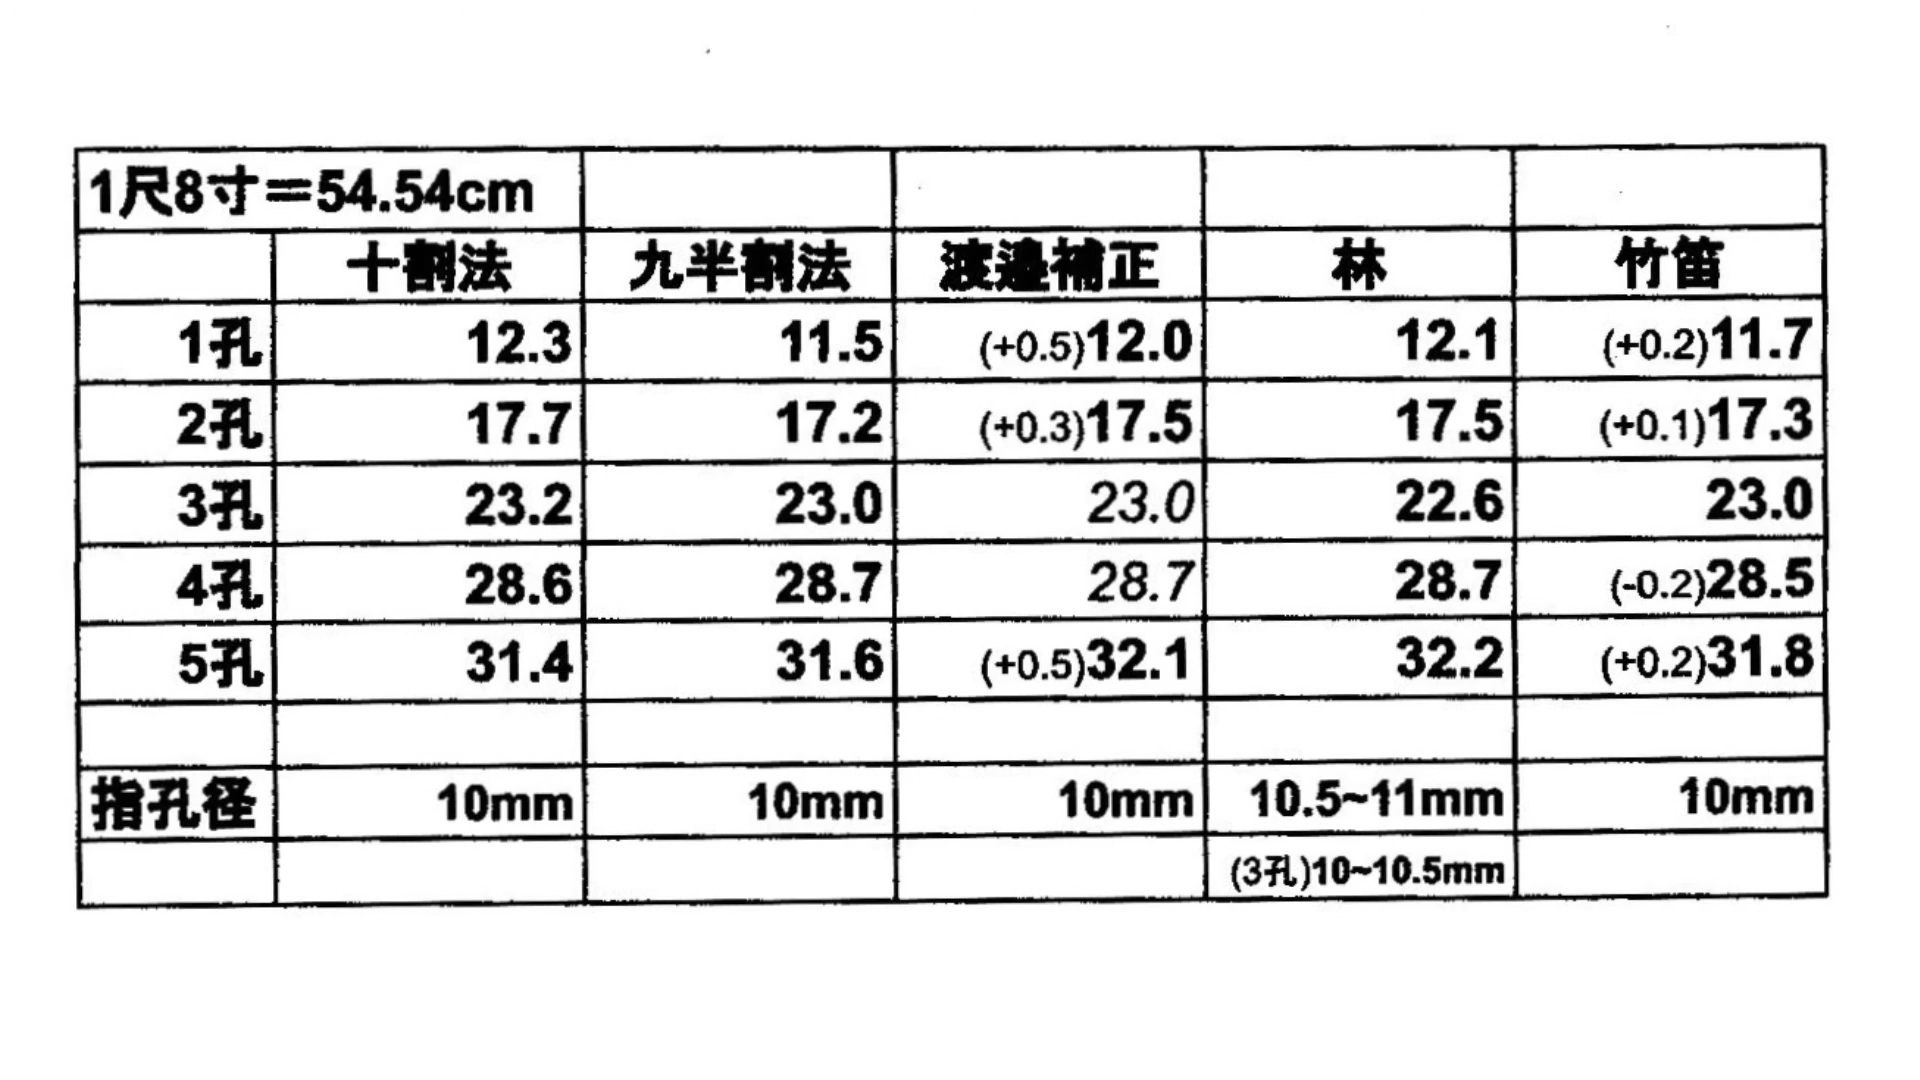 1尺8寸＝54.54cm
十割法 九半割法 渡邉補正 林 竹笛
1孔 12.3 11.5 (+0.5)12.0 12.1 (+0.2)11.7
2孔 17.7 17.2 (+0.3)17.5 17.5 (+0.1)17.3
3孔 23.2 23.0 23.0 22.6 23.0
4孔 28.6 28.7 28.7 28.7 (-0.2)28.5
5孔 31.4 31.6 (+0.5)32.1 32.2 (+0.2)31.8
指孔径 10mm 10mm 10mm 10.5~11mm 10mm
(3孔)10~10.5mm